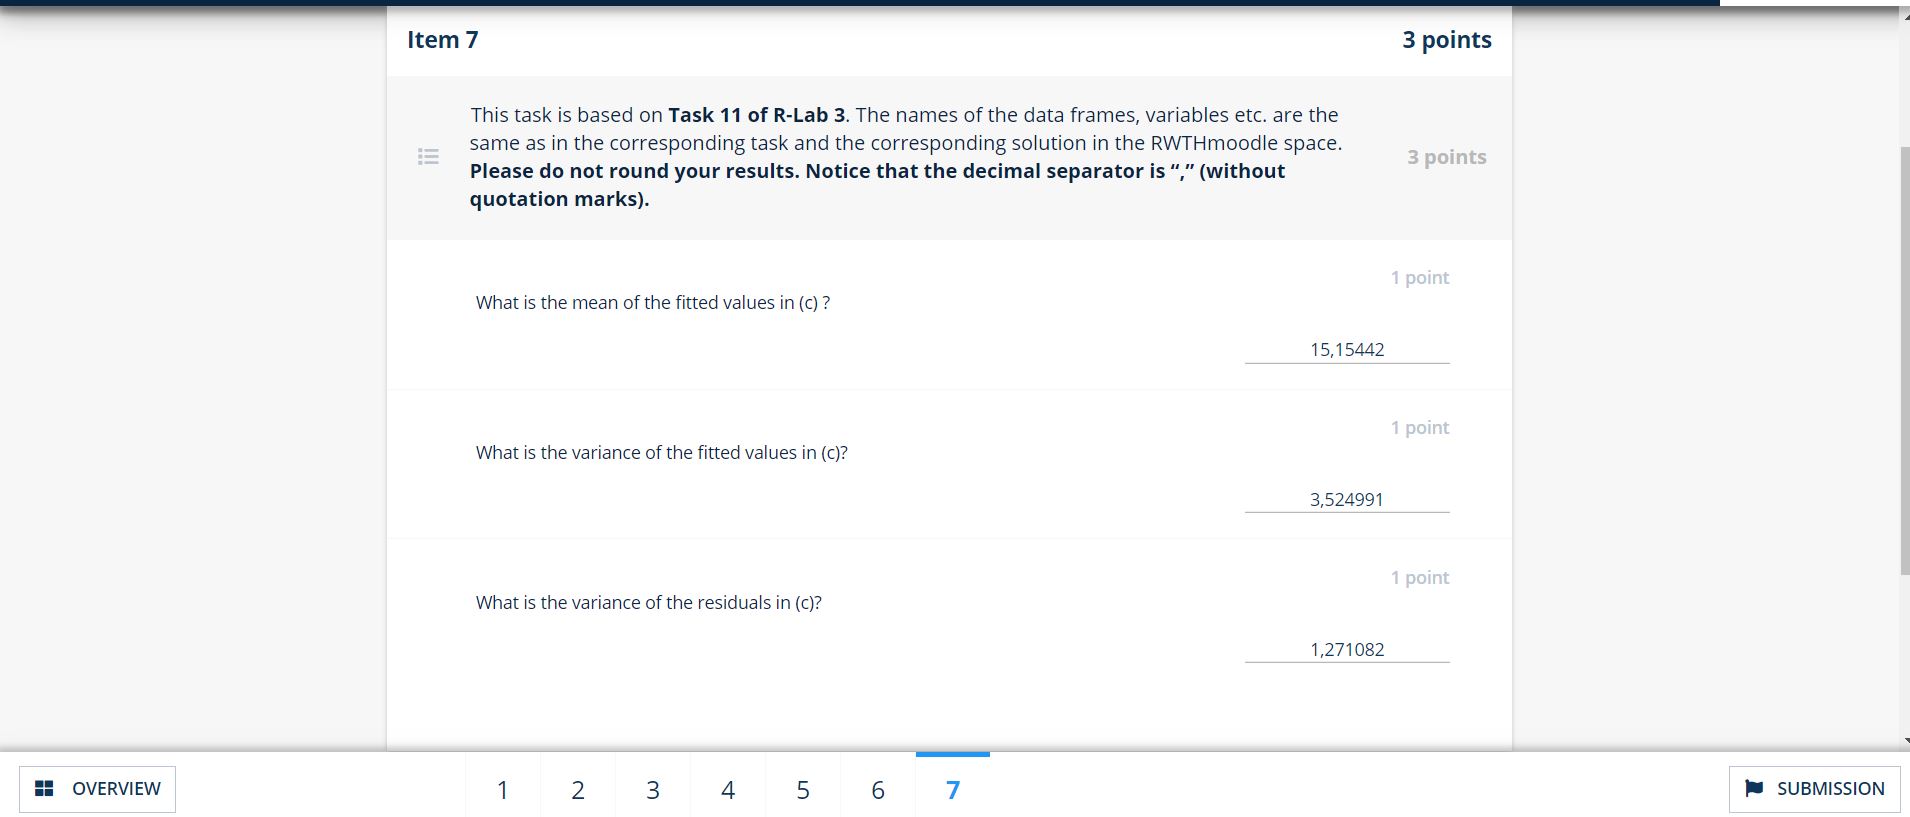 Item 7
3 points
This task is based on Task 11 of R-Lab 3. The names of the data frames, variables etc. are the
same as in the corresponding task and the corresponding solution in the RWTHmoodle space.
Please do not round your results. Notice that the decimal separator is “,” (without
quotation marks).
3 points
1 point
What is the mean of the fitted values in (c) ?
15,15442
1 point
What is the variance of the fitted values in (c)?
3,524991
1 point
What is the variance of the residuals in (c)?
1,271082
OVERVIEW
1 2 3 4 5 6 7
SUBMISSION